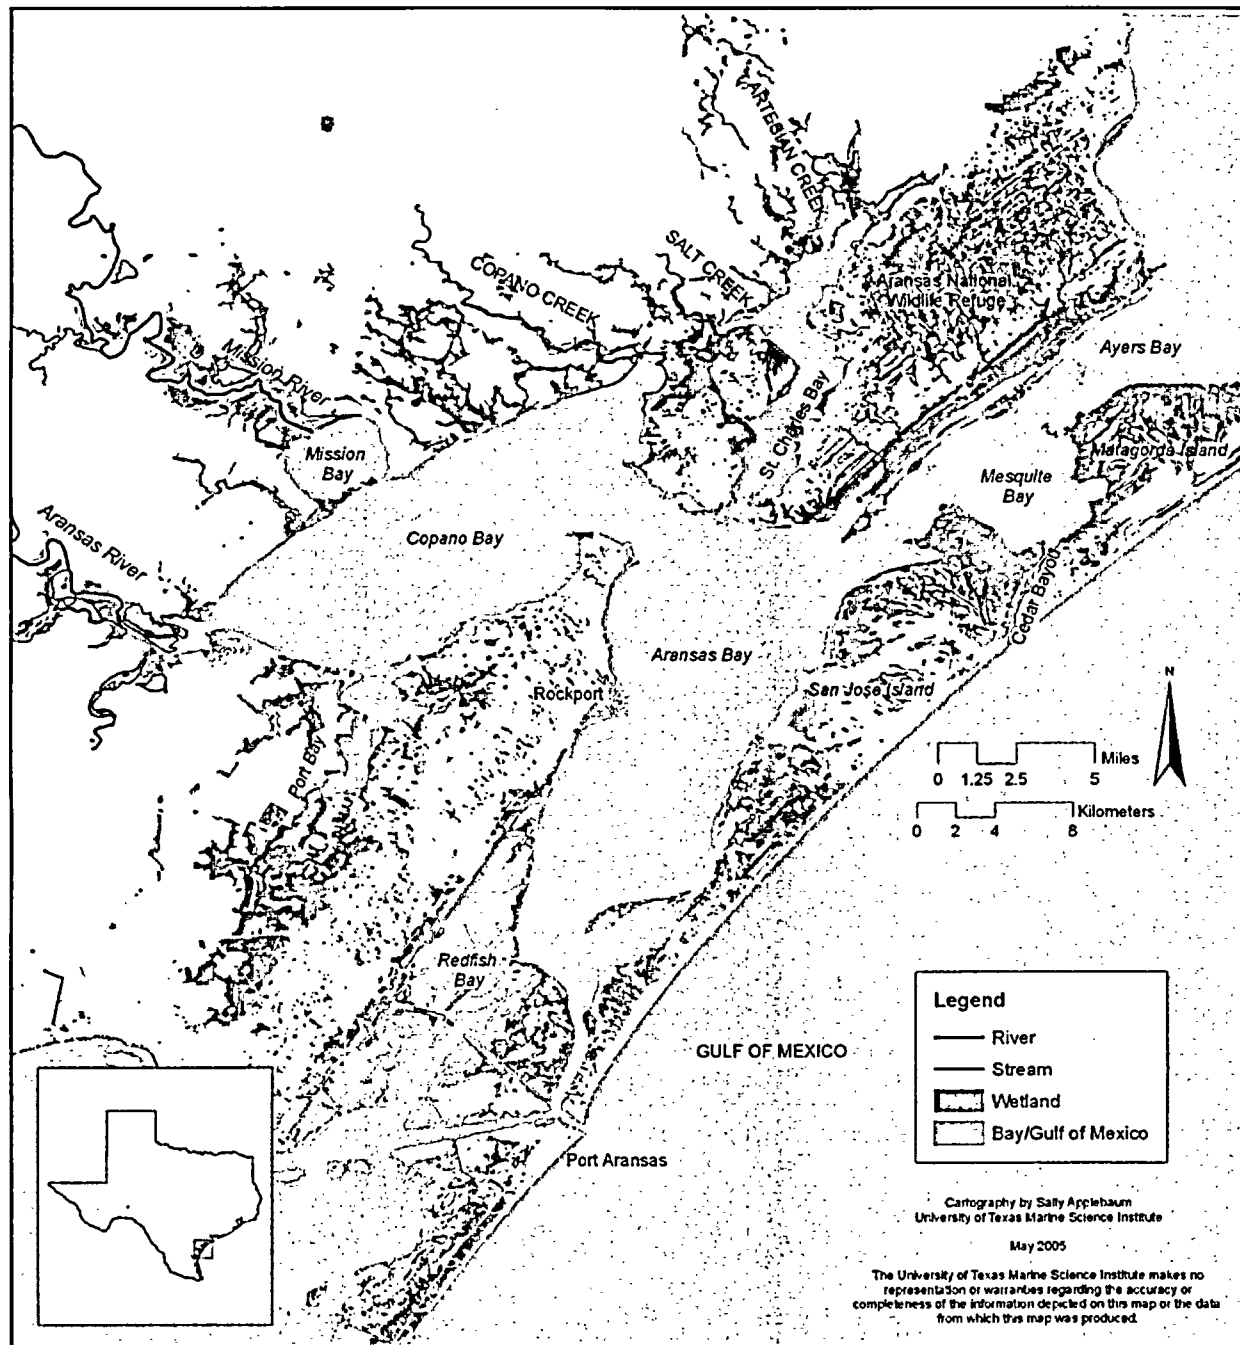 ARTESIAN CREEK
SALT CREEK
COPANO CREEK
Aransas National
Wildlife Refuge
Mission River
Ayers Bay
St. Charles Bay
Mission
Bay
Matagorda Island
Mesquite
Bay
Aransas River
Copano Bay
Cedar Bayou
Aransas Bay
Rockport
San Jose Island
N
Port Bay
Miles
0 1.25 2.5 5
Kilometers
0 2 4 8
Redfish
Bay
GULF OF MEXICO
Legend
River
Stream
Wetland
Bay/Gulf of Mexico
Port Aransas
Cartography by Sally Applebaum
University of Texas Marine Science Institute
May 2005
The University of Texas Marine Science Institute makes no
representation or warranties regarding the accuracy or
completeness of the information depicted on this map or the data
from which this map was produced.